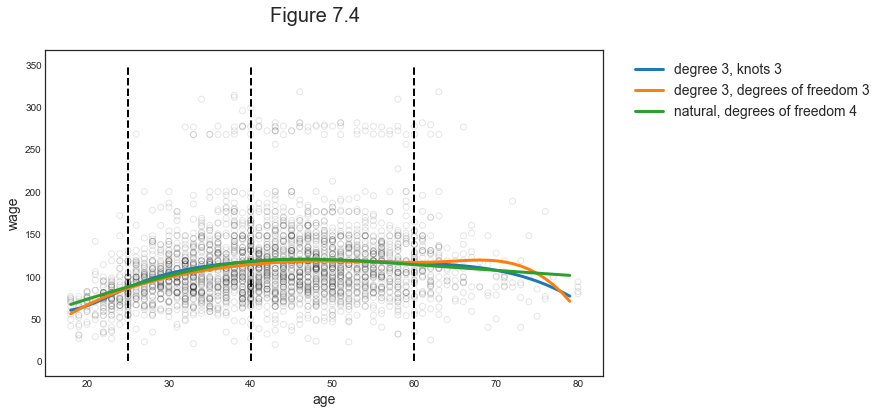 Figure 7.4
degree 3, knots 3
degree 3, degrees of freedom 3
natural, degrees of freedom 4
wage
350
300
250
200
150
100
50
0
20 30 40 50 60 70 80
age